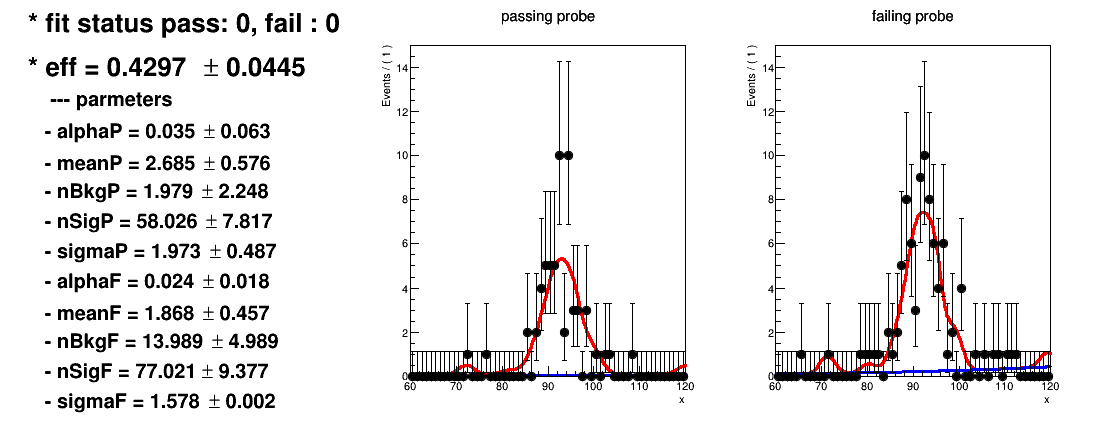 * fit status pass: 0, fail : 0
* eff = 0.4297 ± 0.0445
--- parmeters
- alphaP = 0.035 ± 0.063
- meanP = 2.685 ± 0.576
- nBkgP = 1.979 ± 2.248
- nSigP = 58.026 ± 7.817
- sigmaP = 1.973 ± 0.487
- alphaF = 0.024 ± 0.018
- meanF = 1.868 ± 0.457
- nBkgF = 13.989 ± 4.989
- nSigF = 77.021 ± 9.377
- sigmaF = 1.578 ± 0.002
passing probe
Events / ( 1 )
14
12
10
8
6
4
2
0
60 70 80 90 100 110 120
x
failing probe
Events / ( 1 )
14
12
10
8
6
4
2
0
60 70 80 90 100 110 120
x